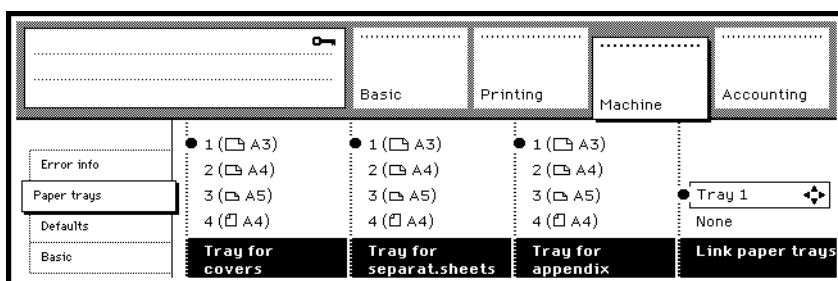 Basic
Printing
Machine
Accounting
Error info
Paper trays
Defaults
Basic
1 (A3)
2 (A4)
3 (A5)
4 (A4)
Tray for
covers
1 (A3)
2 (A4)
3 (A5)
4 (A4)
Tray for
separat.sheets
1 (A3)
2 (A4)
3 (A5)
4 (A4)
Tray for
appendix
Tray 1
None
Link paper trays